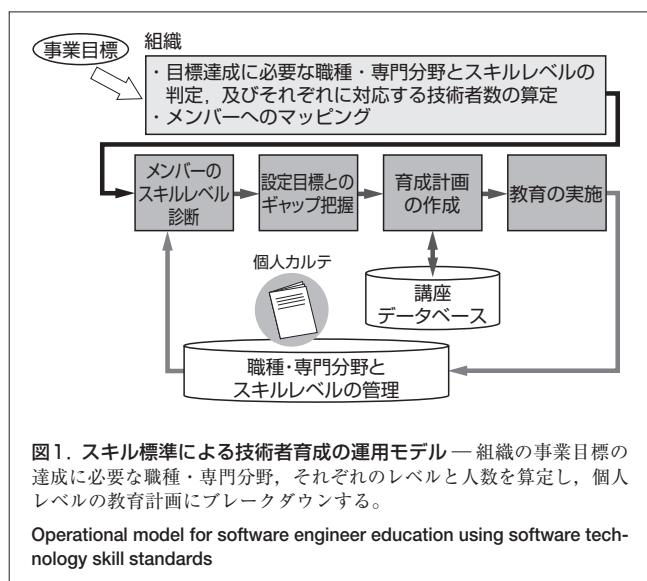 事業目標
組織
・目標達成に必要な職種・専門分野とスキルレベルの
判定，及びそれぞれに対応する技術者数の算定
・メンバーへのマッピング
メンバーの
スキルレベル
診断
設定目標との
ギャップ把握
育成計画
の作成
教育の実施
個人カルテ
講座
データベース
職種・専門分野と
スキルレベルの管理
図1．スキル標準による技術者育成の運用モデル — 組織の事業目標の
達成に必要な職種・専門分野，それぞれのレベルと人数を算定し，個人
レベルの教育計画にブレークダウンする。
Operational model for software engineer education using software tech-
nology skill standards